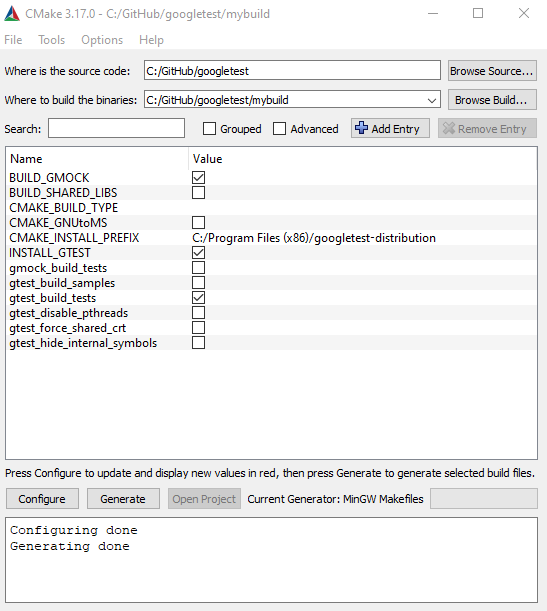 CMake 3.17.0 - C:/GitHub/googletest/mybuild
File Tools Options Help
Where is the source code: C:/GitHub/googletest Browse Source...
Where to build the binaries: C:/GitHub/googletest/mybuild Browse Build...
Search: Grouped Advanced Add Entry Remove Entry
Name Value
BUILD_GMOCK
BUILD_SHARED_LIBS
CMAKE_BUILD_TYPE
CMAKE_GNUtoMS
CMAKE_INSTALL_PREFIX C:/Program Files (x86)/googletest-distribution
INSTALL_GTEST
gmock_build_tests
gtest_build_samples
gtest_build_tests
gtest_disable_pthreads
gtest_force_shared_crt
gtest_hide_internal_symbols
Press Configure to update and display new values in red, then press Generate to generate selected build files.
Configure Generate Open Project Current Generator: MinGW Makefiles
Configuring done
Generating done